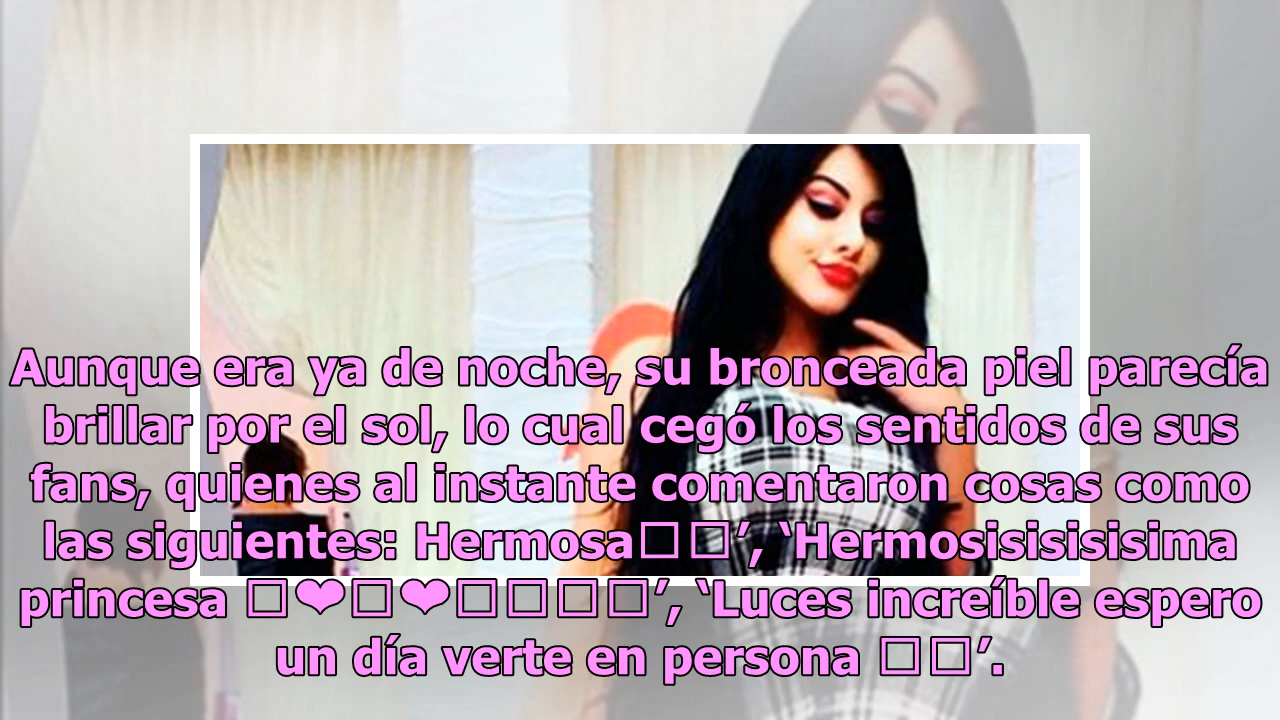 Aunque era ya de noche, su bronceada piel parecía
brillar por el sol, lo cual cegó los sentidos de sus
fans, quienes al instante comentaron cosas como
las siguientes: Hermosa□□’, ‘Hermosisisisisima
princesa □❤□❤□□□□’, ‘Luces increíble espero
un día verte en persona □□’.